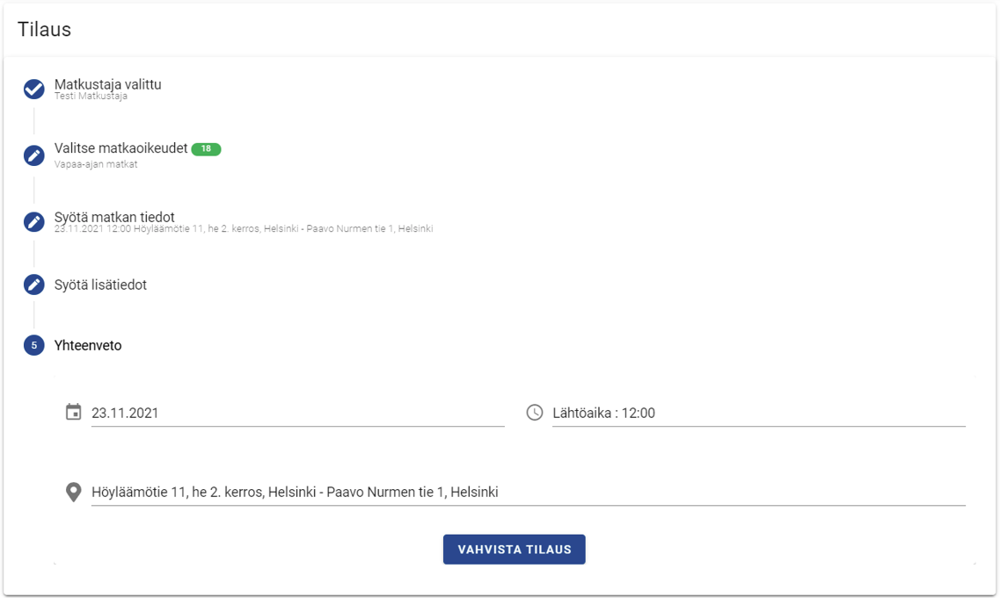 Tilaus
Matkustaja valittu
Testi Matkustaja
Valitse matkaoikeudet 18
Vapaa-ajan matkat
Syötä matkan tiedot
23.11.2021 12:00 Höyläämötie 11, he 2. kerros, Helsinki - Paavo Nurmen tie 1, Helsinki
Syötä lisätiedot
5 Yhteenveto
23.11.2021 Lähtöaika : 12:00
Höyläämötie 11, he 2. kerros, Helsinki - Paavo Nurmen tie 1, Helsinki
VAHVISTA TILAUS